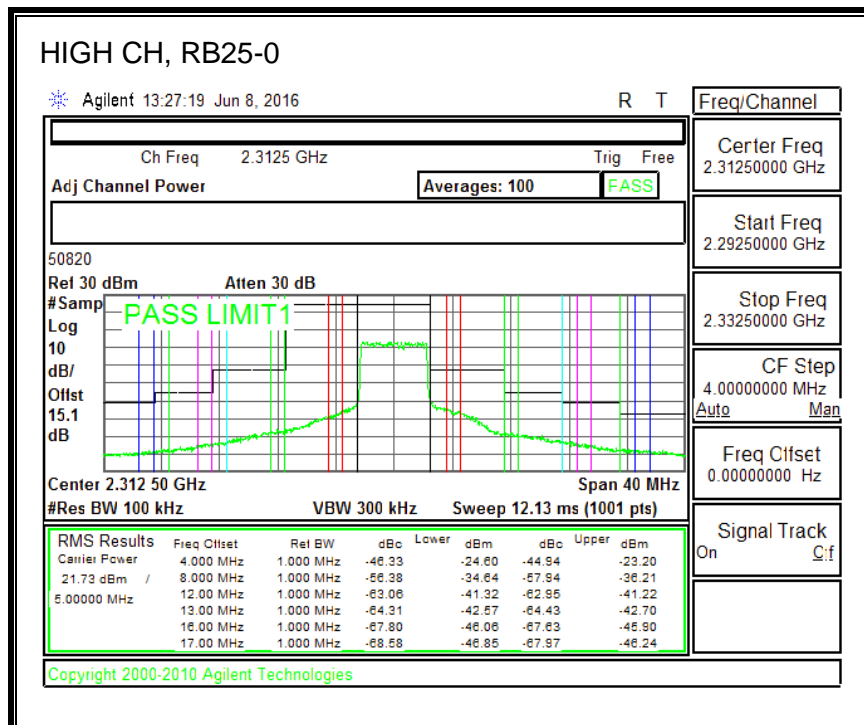 HIGH CH, RB25-0
Agilent 13:27:19 Jun 8, 2016 R T
Freq/Channel
Ch Freq 2.3125 GHz Trig Free
Adj Channel Power Averages: 100 PASS
Center Freq
2.31250000 GHz
Start Freq
2.29250000 GHz
Stop Freq
2.33250000 GHz
CF Step
4.00000000 MHz
Auto Man
Freq Offset
0.00000000 Hz
Signal Track
On Off
50820
Ref 30 dBm Atten 30 dB
#Samp
Log
10
dB/
Offst
15.1
dB
PASS LIMIT1
Center 2.312 50 GHz Span 40 MHz
#Res BW 100 kHz VBW 300 kHz Sweep 12.13 ms (1001 pts)
RMS Results Freq Offset Ref BW dBc Lower dBm dBc Upper dBm
Carrier Power 4.000 MHz 1.000 MHz -46.33 -24.60 -44.94 -23.20
21.73 dBm / 8.000 MHz 1.000 MHz -56.38 -34.64 -57.94 -36.21
5.00000 MHz 12.00 MHz 1.000 MHz -63.06 -41.32 -62.95 -41.22
13.00 MHz 1.000 MHz -64.31 -42.57 -64.43 -42.70
16.00 MHz 1.000 MHz -67.80 -46.06 -67.63 -45.90
17.00 MHz 1.000 MHz -68.58 -46.85 -67.97 -46.24
Copyright 2000-2010 Agilent Technologies